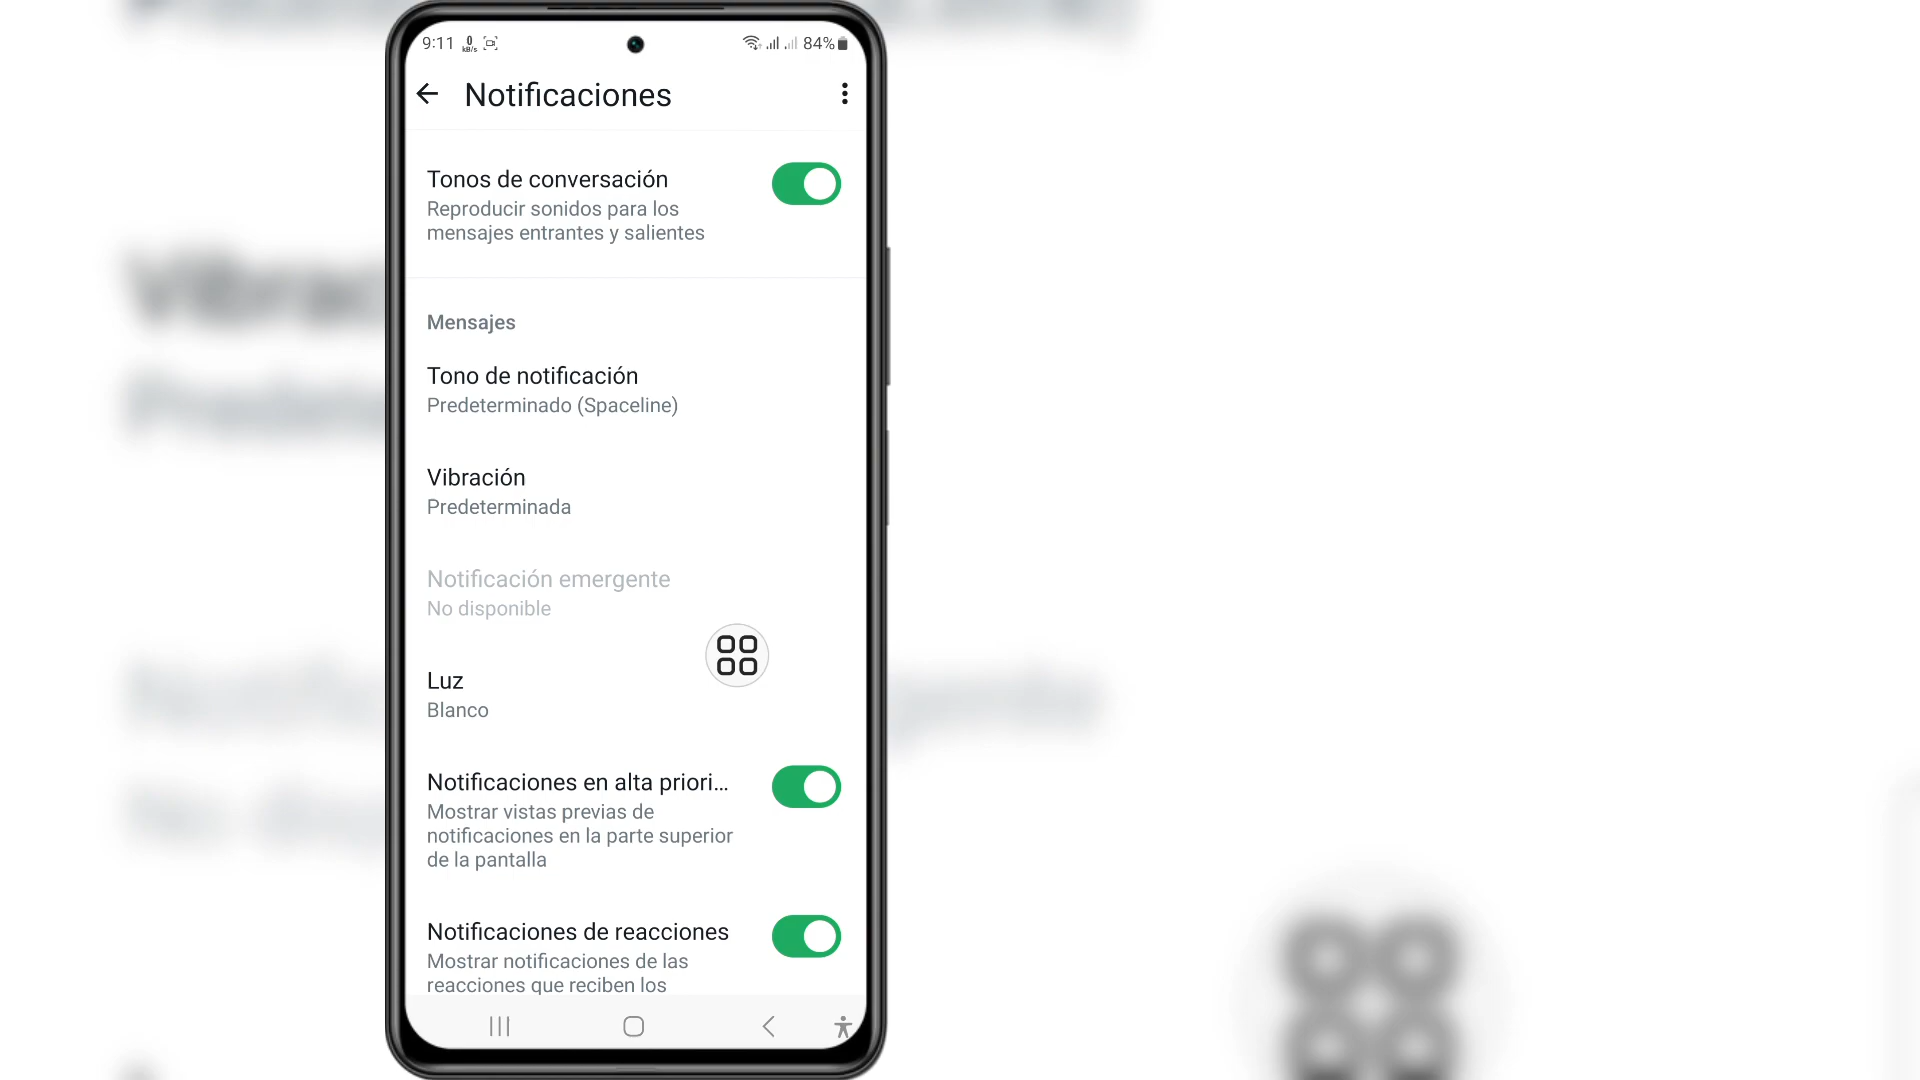 9:11 0 kB/s 84%
Notificaciones
Tonos de conversación
Reproducir sonidos para los
mensajes entrantes y salientes
Mensajes
Tono de notificación
Predeterminado (Spaceline)
Vibración
Predeterminada
Notificación emergente
No disponible
Luz
Blanco
Notificaciones en alta priori...
Mostrar vistas previas de
notificaciones en la parte superior
de la pantalla
Notificaciones de reacciones
Mostrar notificaciones de las
reacciones que reciben los